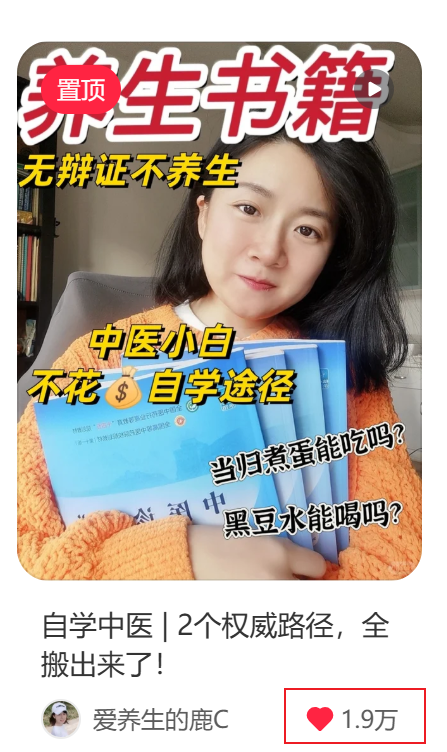 养生书籍
置顶
无辩证不养生
中医小白
不花💰自学途径
当归煮蛋能吃吗?
黑豆水能喝吗?
中医诊
自学中医 | 2个权威路径，全
搬出来了！
爱养生的鹿C
1.9万